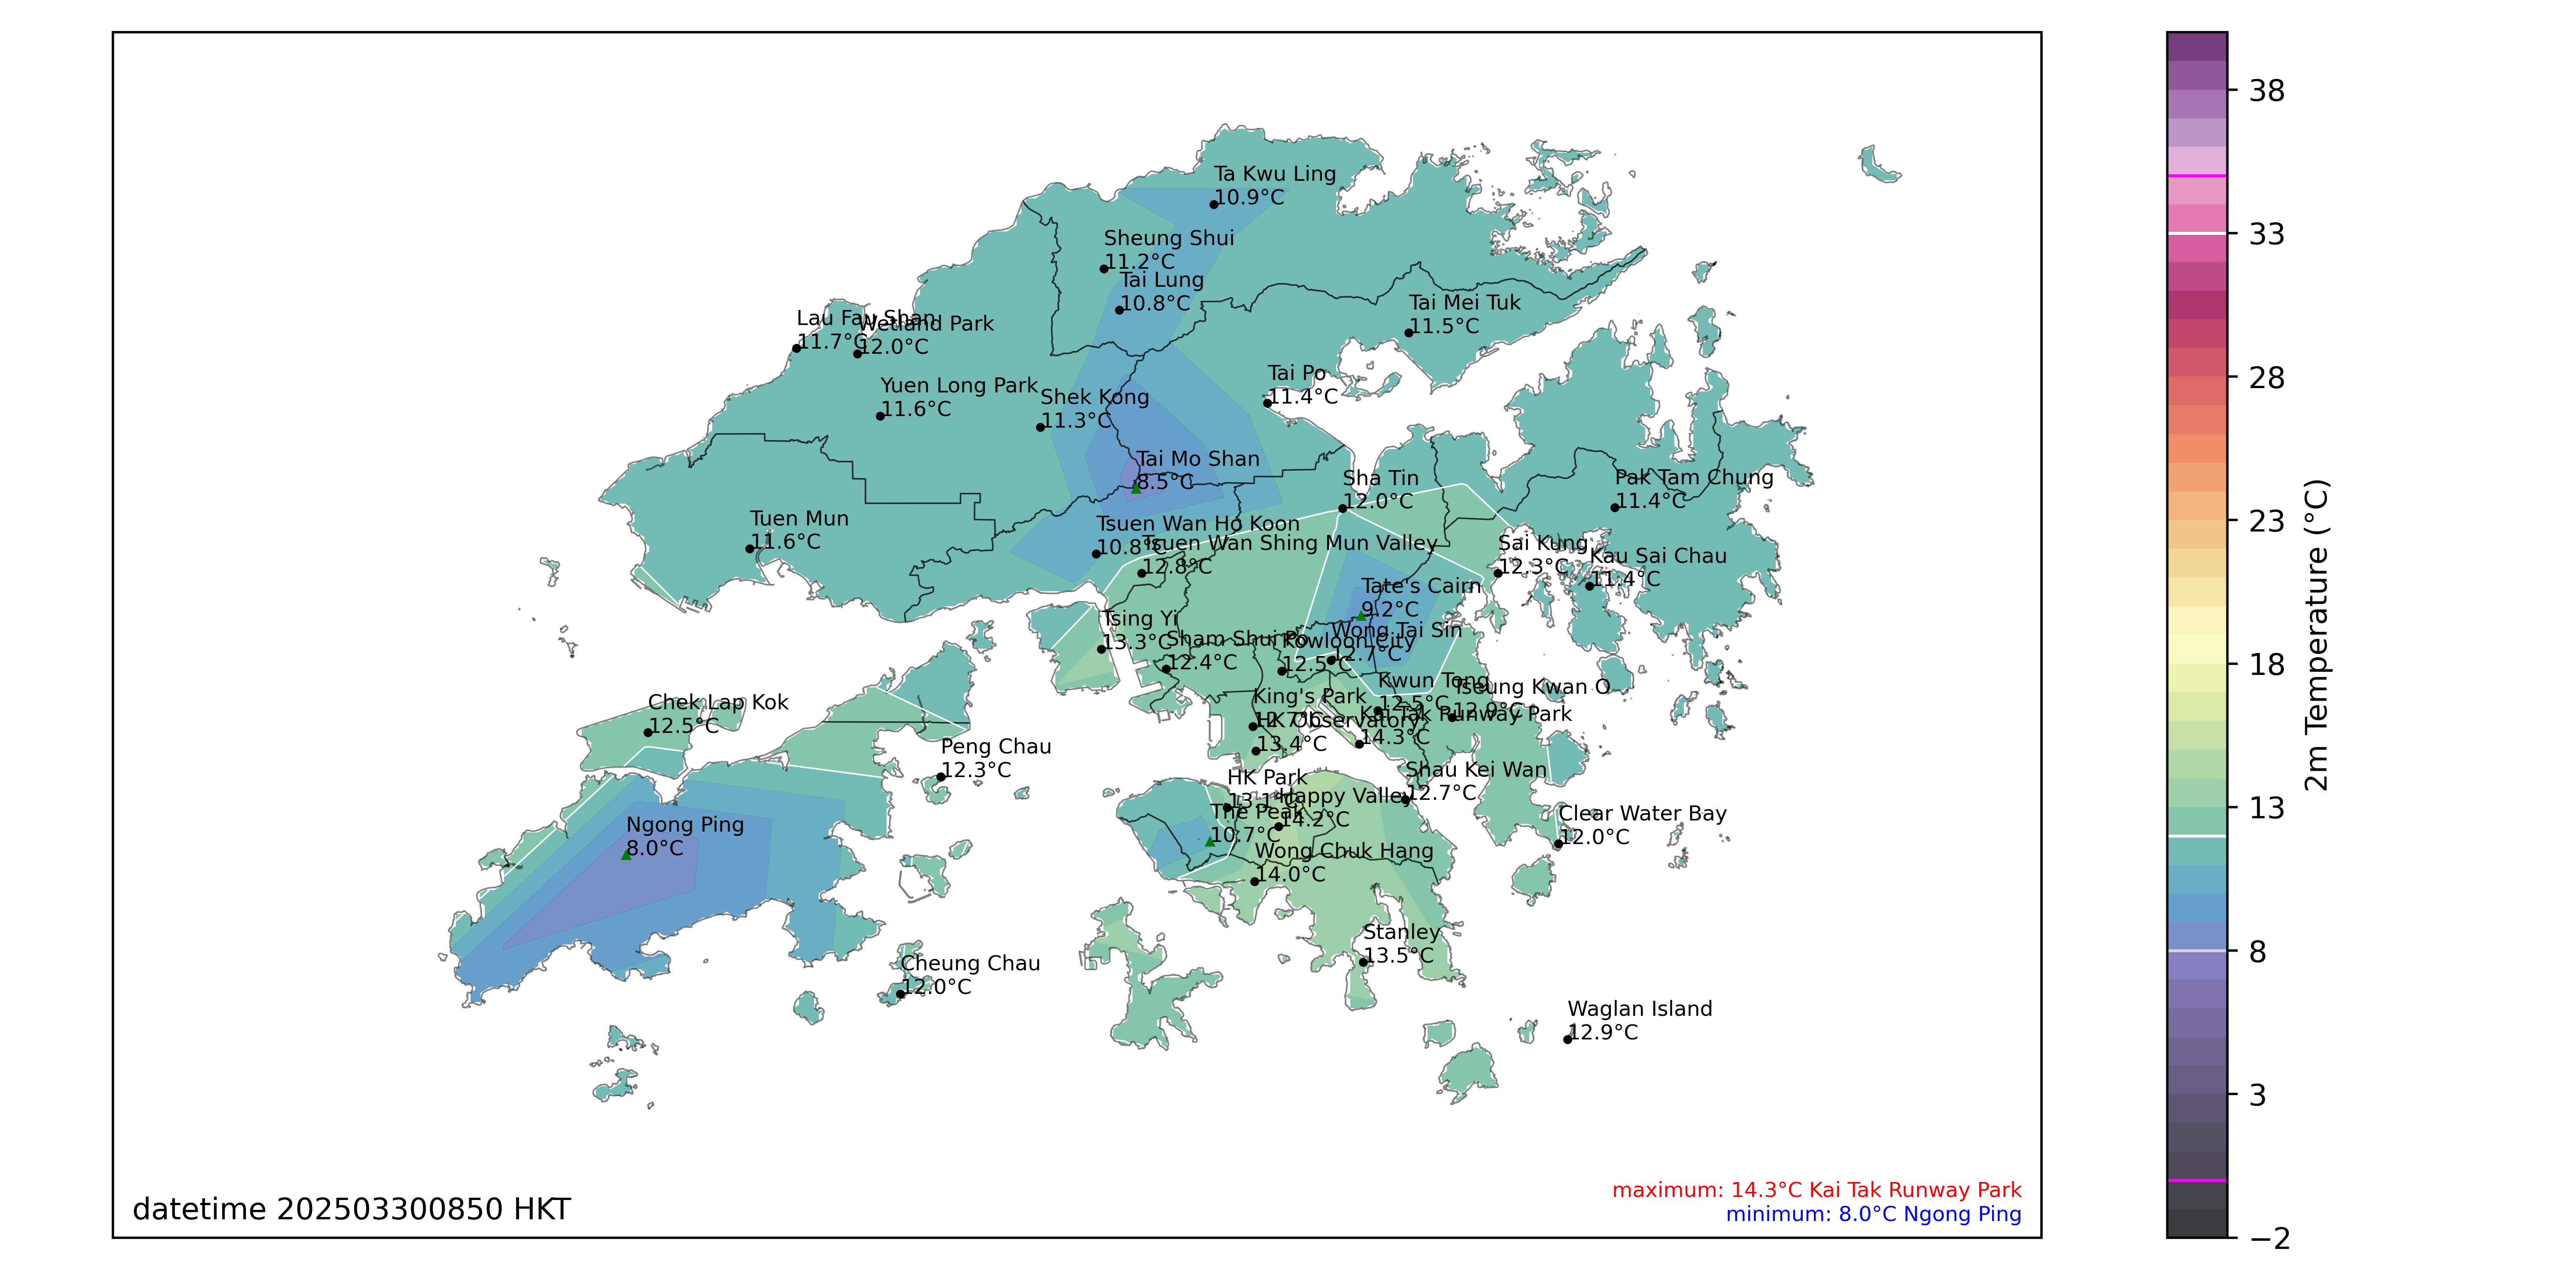 Ta Kwu Ling
10.9°C
Sheung Shui
11.2°C
Tai Lung
10.8°C
Lau Fau Shan
11.7°C
Wetland Park
12.0°C
Tai Mei Tuk
11.5°C
Tai Po
11.4°C
Yuen Long Park
11.6°C
Shek Kong
11.3°C
Tai Mo Shan
8.5°C
Sha Tin
12.0°C
Pak Tam Chung
11.4°C
Tuen Mun
11.6°C
Tsuen Wan Ho Koon
10.8°C
Tsuen Wan Shing Mun Valley
12.8°C
Sai Kung
12.3°C
Kau Sai Chau
11.4°C
Tate's Cairn
9.2°C
Tsing Yi
13.3°C
Sham Shui Po
12.4°C
Kowloon City
12.5°C
Wong Tai Sin
12.7°C
Kwun Tong
12.5°C
Tseung Kwan O
12.9°C
King's Park
12.7°C
HK Observatory
13.4°C
Kai Tak Runway Park
14.3°C
Chek Lap Kok
12.5°C
Peng Chau
12.3°C
HK Park
13.1°C
Happy Valley
14.2°C
Shau Kei Wan
12.7°C
The Peak
10.7°C
Clear Water Bay
12.0°C
Ngong Ping
8.0°C
Wong Chuk Hang
14.0°C
Stanley
13.5°C
Cheung Chau
12.0°C
Waglan Island
12.9°C
datetime 202503300850 HKT
maximum: 14.3°C Kai Tak Runway Park
minimum: 8.0°C Ngong Ping
38
33
28
23
18
13
8
3
−2
2m Temperature (°C)